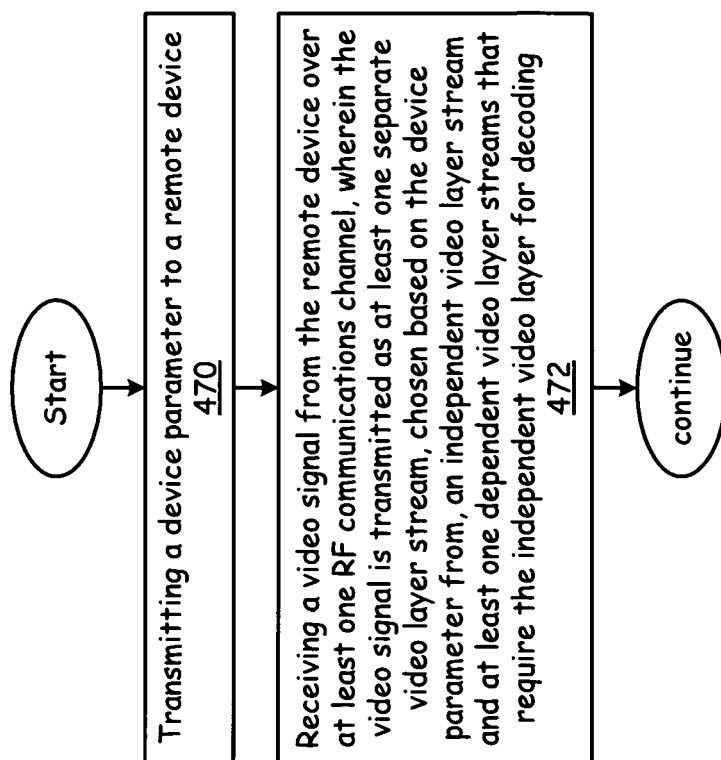 Start
Transmitting a device parameter to a remote device
470
Receiving a video signal from the remote device over
at least one RF communications channel, wherein the
video signal is transmitted as at least one separate
video layer stream, chosen based on the device
parameter from, an independent video layer stream
and at least one dependent video layer streams that
require the independent video layer for decoding
472
continue